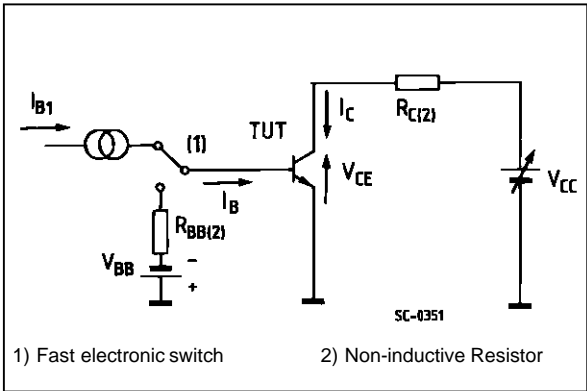 I_B1
(1)
TUT
I_C
R_C(2)
I_B
V_CE
V_CC
R_BB(2)
V_BB
-
+
SC-0351
1) Fast electronic switch
2) Non-inductive Resistor